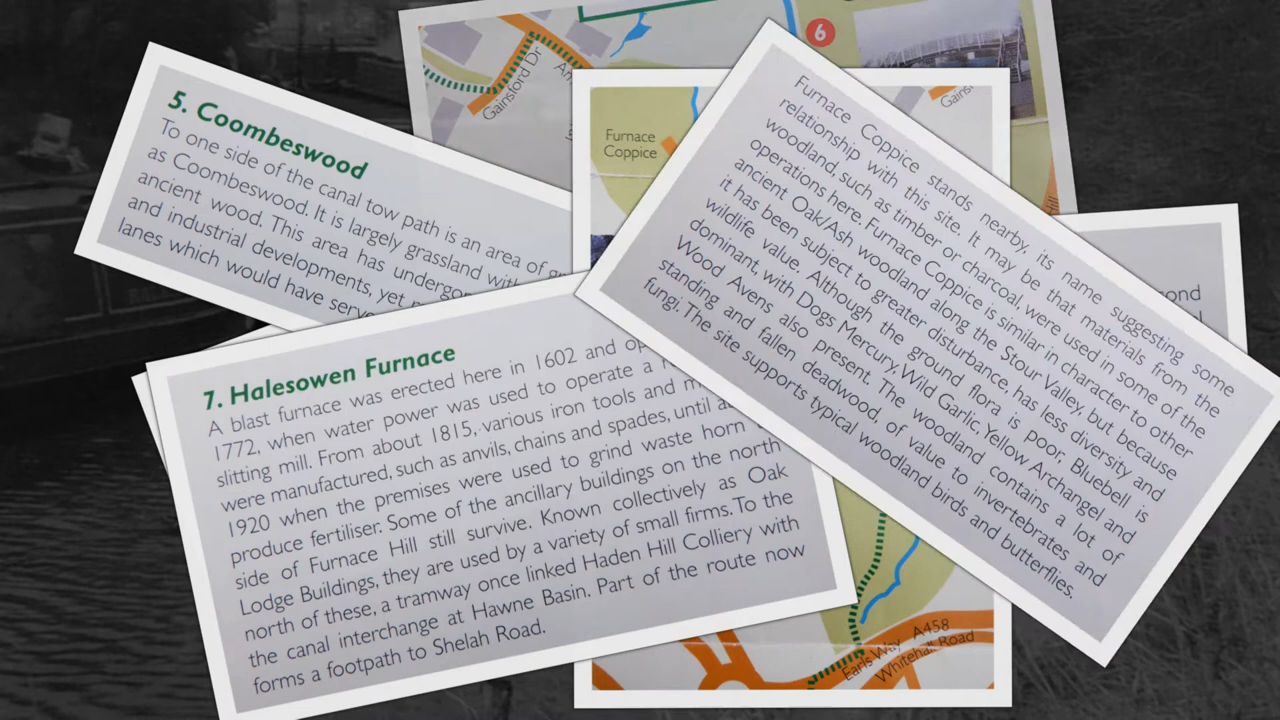 5. Coombeswood
To one side of the canal tow path is an area of
as Coombeswood. It is largely grassland with
ancient wood. This area has
and industrial developments, yet
lanes which would have
7. Halesowen Furnace
A blast furnace was erected here in 1602 and
1772, when water power was used to operate a
slitting mill. From about 1815, various iron tools and
were manufactured, such as anvils, chains and spades, until
1920 when the premises were used to grind waste horn
produce fertiliser. Some of the ancillary buildings on the north
side of Furnace Hill still survive. Known collectively as Oak
Lodge Buildings, they are used by a variety of small firms. To the
north of these, a tramway once linked Haden Hill Colliery with
the canal interchange at Hawne Basin. Part of the route now
forms a footpath to Shelah Road.
Gainsford Dr
6
Furnace
Coppice
Furnace Coppice stands nearby, its name suggesting some
relationship with this site. It may be that materials from the
woodland, such as timber or charcoal, were used in some of the
operations here. Furnace Coppice is similar in character to other
ancient Oak/Ash woodland along the Stour Valley, but because
it has been subject to greater disturbance, has less diversity and
wildlife value. Although the ground flora is poor, Bluebell is
dominant, with Dogs Mercury, Wild Garlic, Yellow Archangel and
Wood Avens also present. The woodland contains a lot of
standing and fallen deadwood, of value to invertebrates and
fungi. The site supports typical woodland birds and butterflies.
Earls Way A458
Whitehall Road